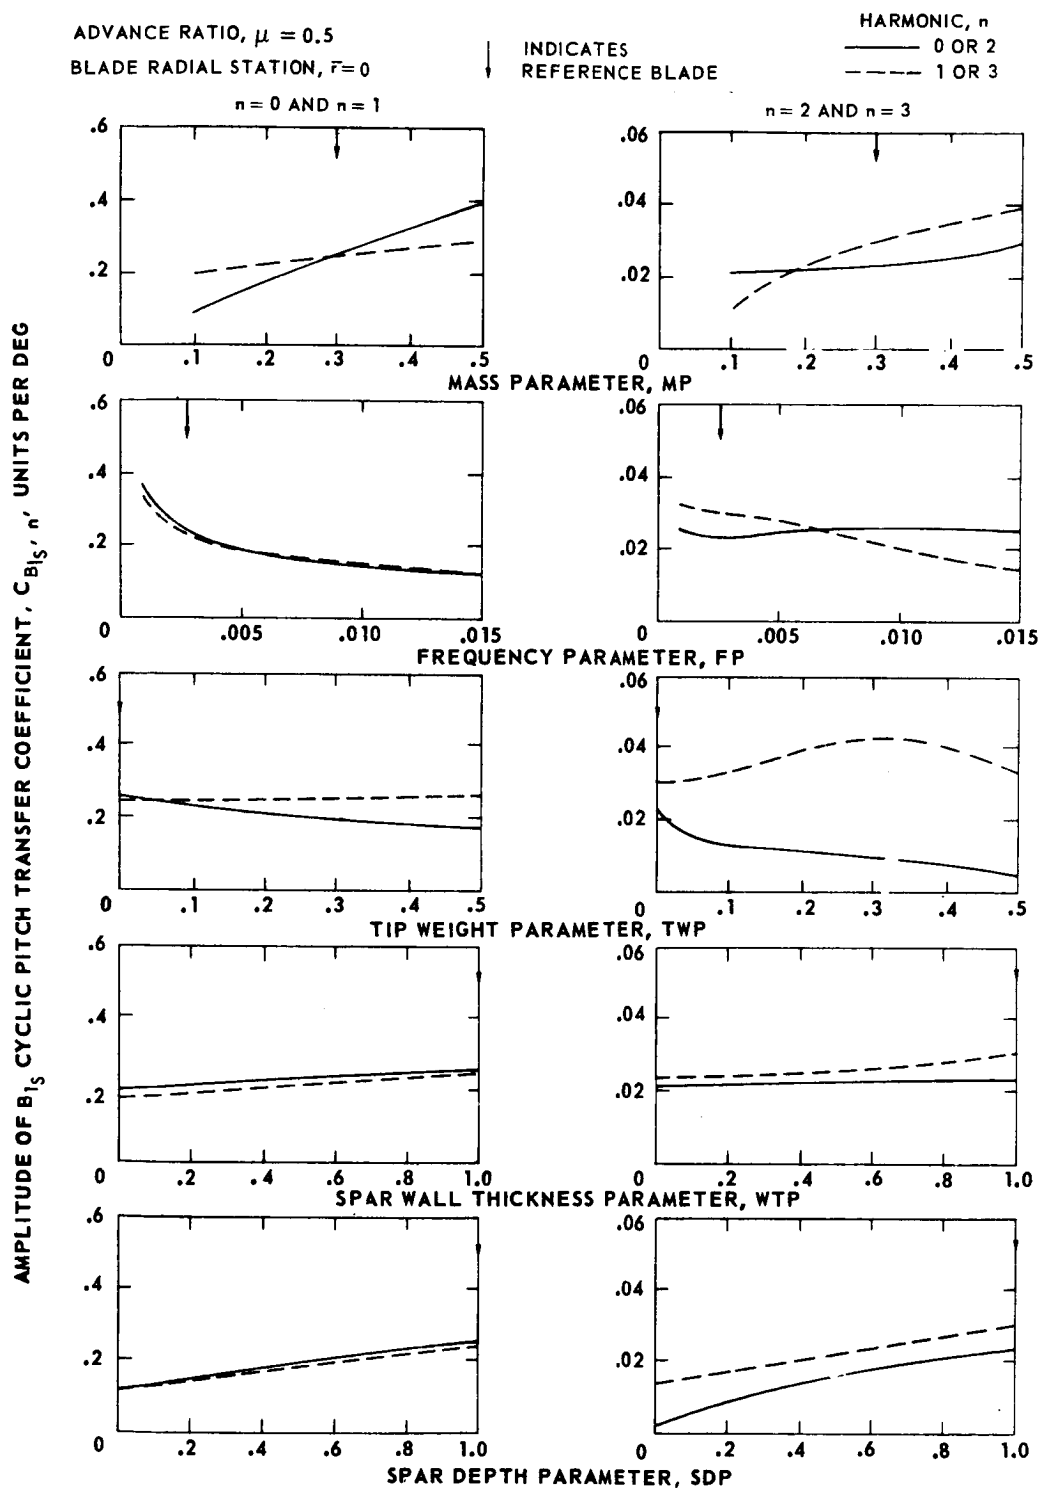 ADVANCE RATIO, μ = 0.5
BLADE RADIAL STATION, r̄=0
INDICATES
REFERENCE BLADE
HARMONIC, n
0 OR 2
1 OR 3
n = 0 AND n = 1
n = 2 AND n = 3
AMPLITUDE OF B1S CYCLIC PITCH TRANSFER COEFFICIENT, CB1S, n, UNITS PER DEG
.6
.4
.2
0
.1 .2 .3 .4 .5
.06
.04
.02
0
.1 .2 .3 .4 .5
MASS PARAMETER, MP
.6
.4
.2
0
.005 .010 .015
.06
.04
.02
0
.005 .010 .015
FREQUENCY PARAMETER, FP
.6
.4
.2
0
.1 .2 .3 .4 .5
.06
.04
.02
0
.1 .2 .3 .4 .5
TIP WEIGHT PARAMETER, TWP
.6
.4
.2
0
.2 .4 .6 .8 1.0
.06
.04
.02
0
.2 .4 .6 .8 1.0
SPAR WALL THICKNESS PARAMETER, WTP
.6
.4
.2
0
.2 .4 .6 .8 1.0
.06
.04
.02
0
.2 .4 .6 .8 1.0
SPAR DEPTH PARAMETER, SDP